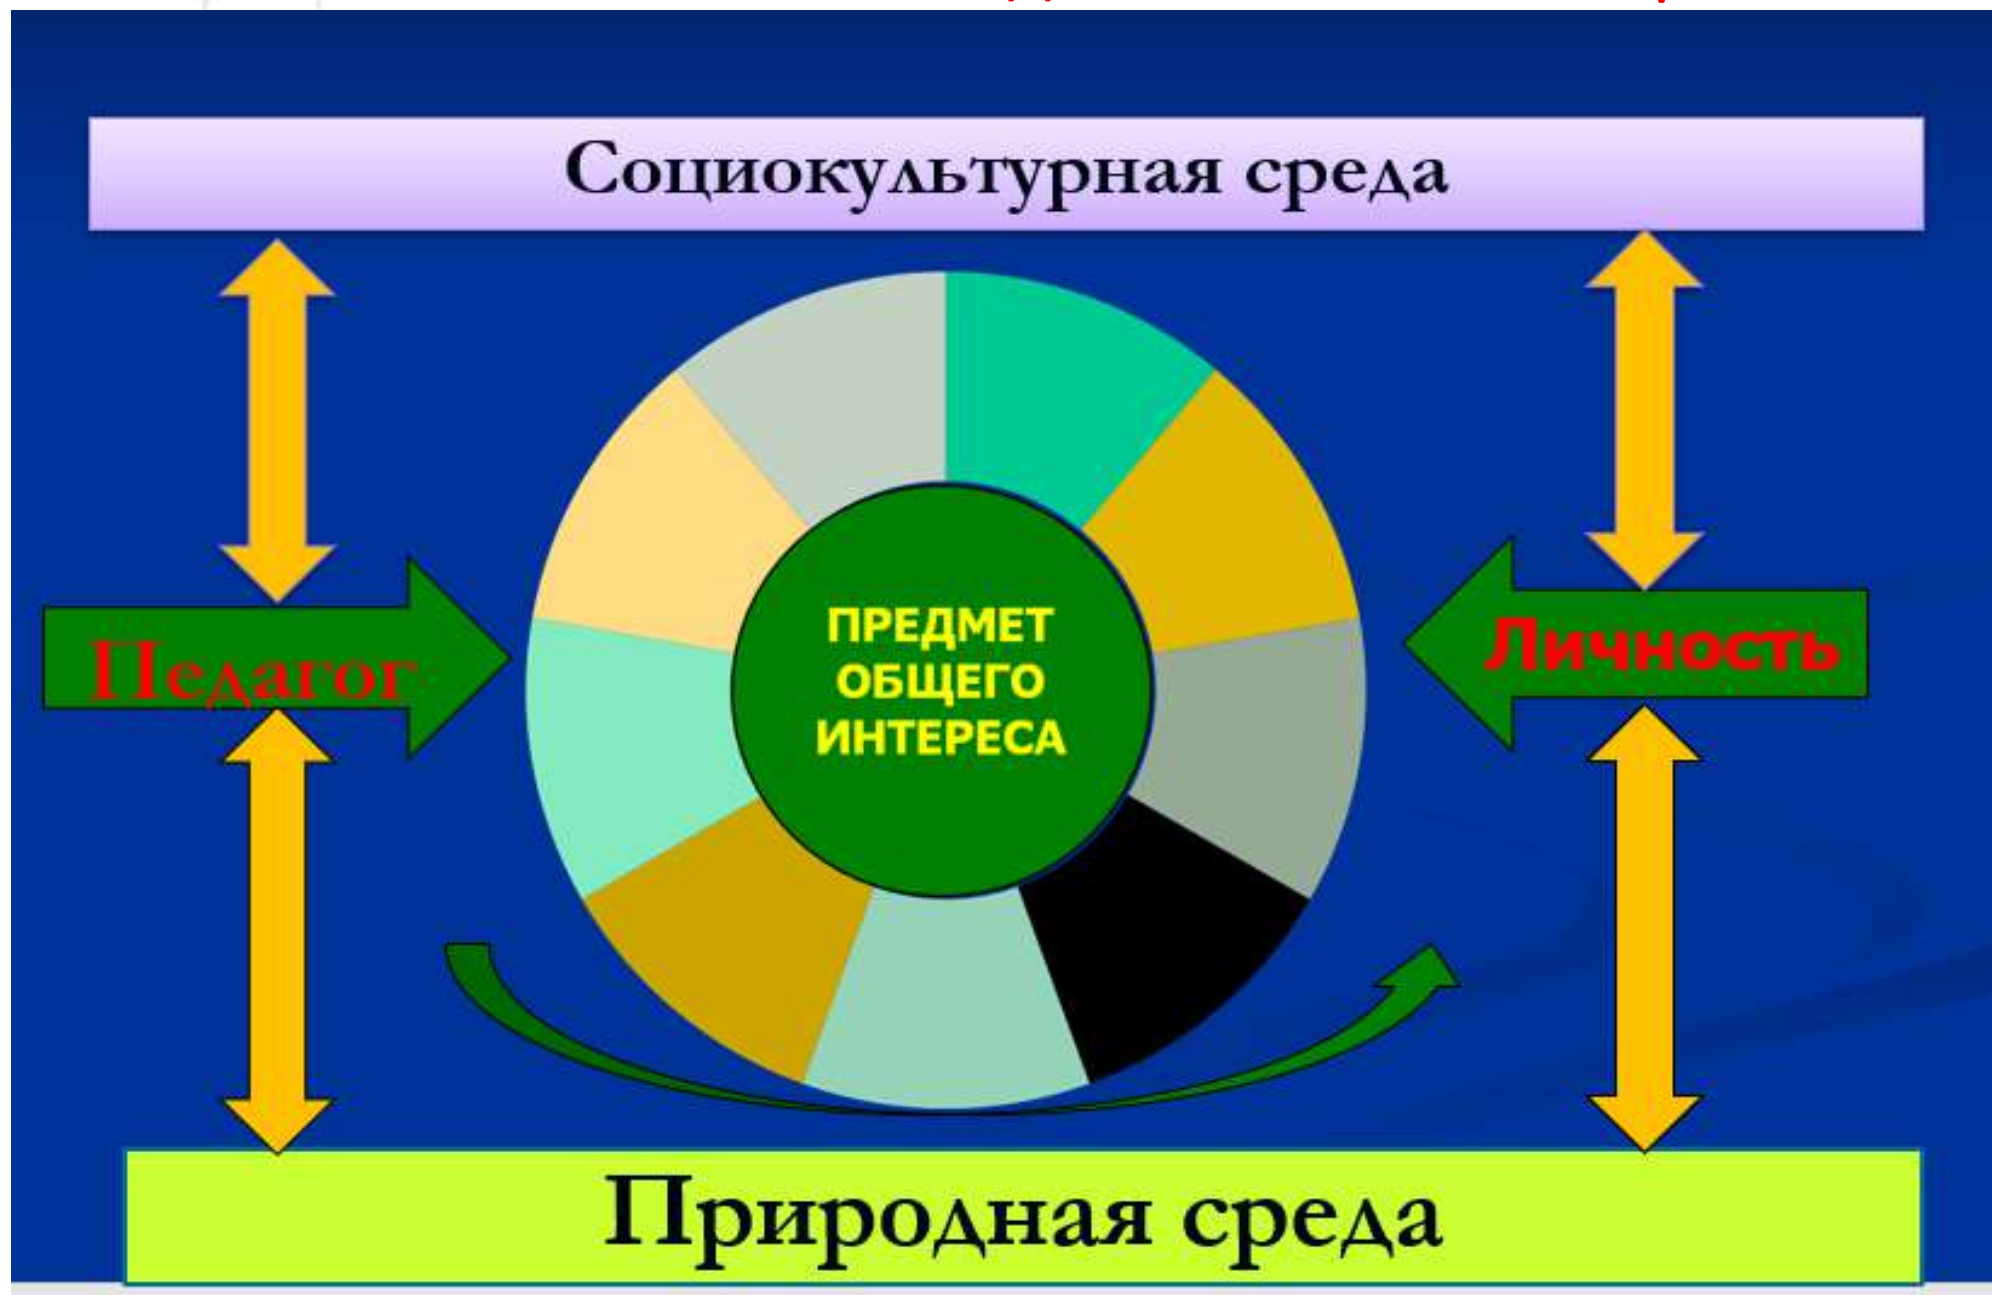 Социокультурная среда
Педагог
ПРЕДМЕТ
ОБЩЕГО
ИНТЕРЕСА
Личность
Природная среда